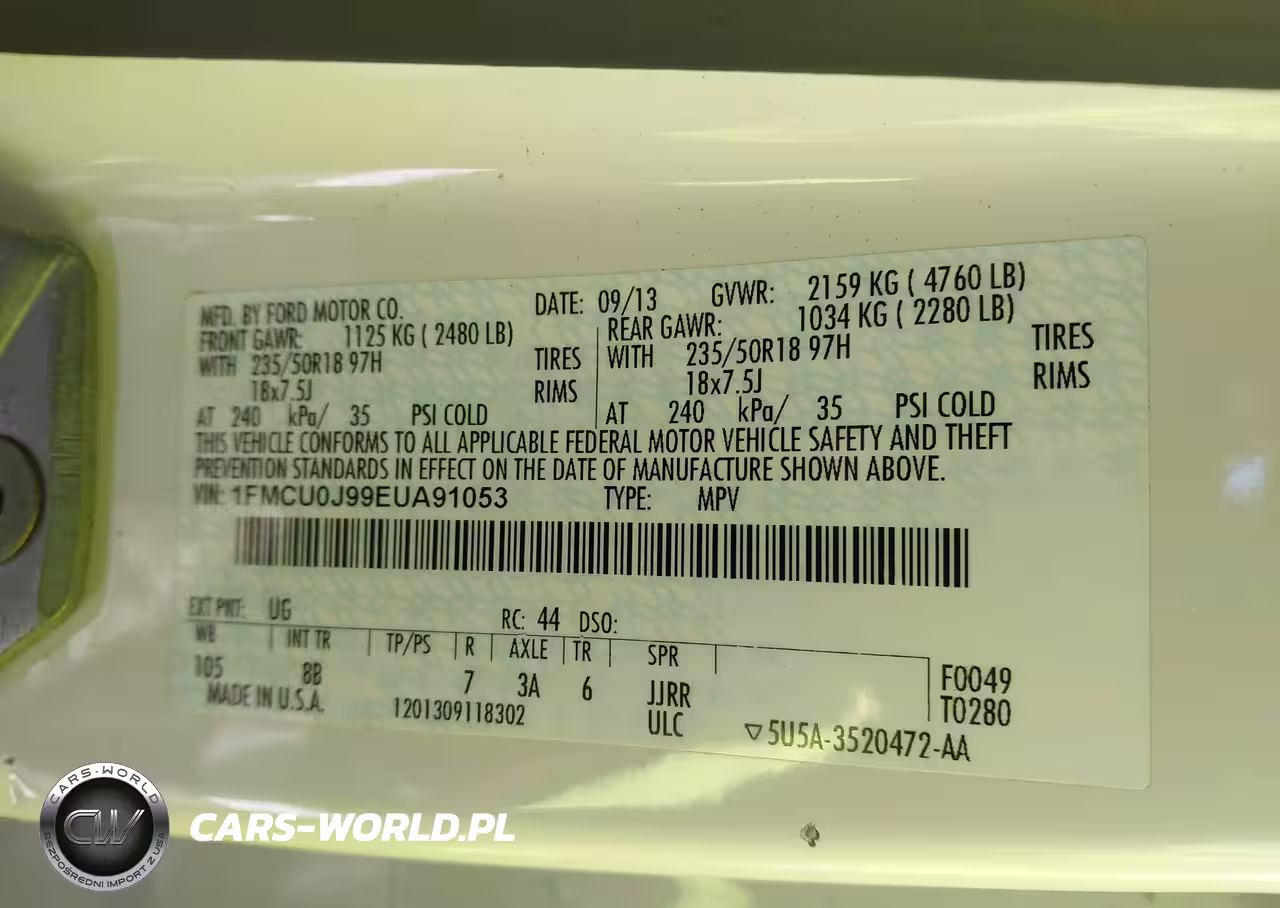 MFD. BY FORD MOTOR CO. DATE: 09/13 GVWR: 2159 KG ( 4760 LB)
FRONT GAWR: 1125 KG ( 2480 LB) REAR GAWR: 1034 KG ( 2280 LB)
WITH 235/50R18 97H TIRES WITH 235/50R18 97H TIRES
18x7.5J RIMS 18x7.5J RIMS
AT 240 kPa/ 35 PSI COLD AT 240 kPa/ 35 PSI COLD
THIS VEHICLE CONFORMS TO ALL APPLICABLE FEDERAL MOTOR VEHICLE SAFETY AND THEFT
PREVENTION STANDARDS IN EFFECT ON THE DATE OF MANUFACTURE SHOWN ABOVE.
VIN: 1FMCU0J99EUA91053 TYPE: MPV
EXT PNT: UG RC: 44 DSO:
WB INT TR TP/PS R AXLE TR SPR
105 8B 7 3A 6 JJRR F0049
MADE IN U.S.A. 1201309118302 ULC ▽5U5A-3520472-AA T0280
CARS-WORLD
CW
BEZPOŚREDNI IMPORT Z USA
CARS-WORLD.PL